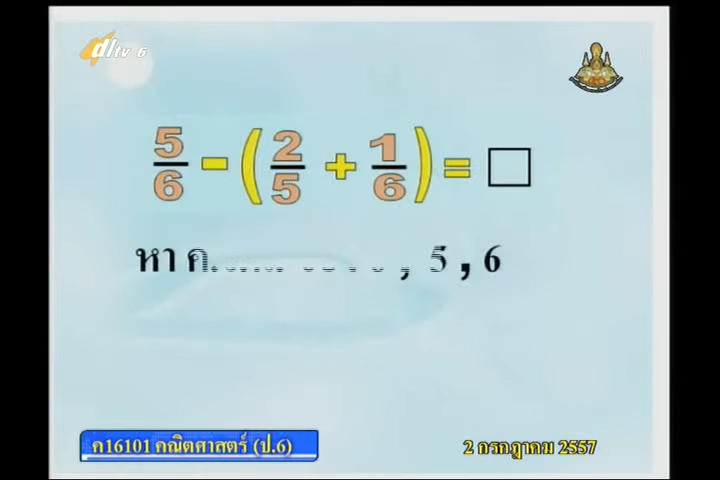 dltv 6
5/6 - ( 2/5 + 1/6 ) = □
หา ค , 5 , 6
ค16101 คณิตศาสตร์ (ป.6)
2 กรกฎาคม 2557